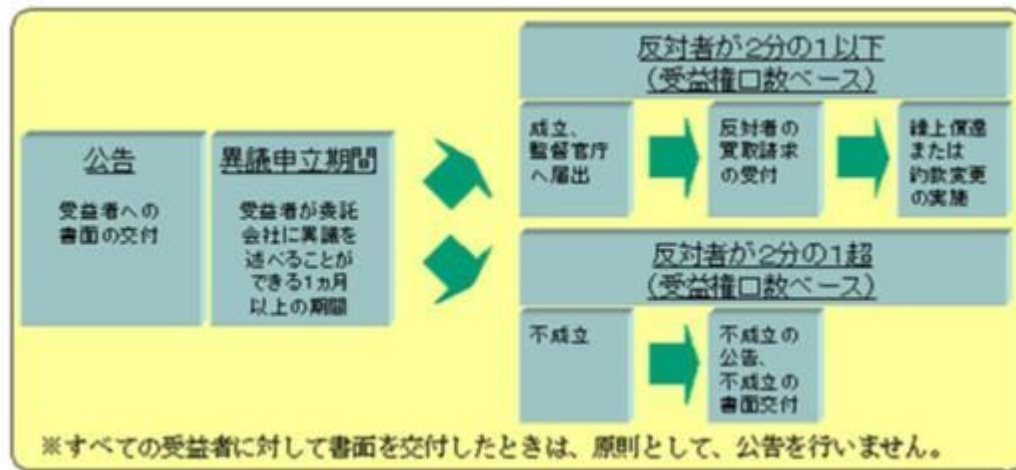 公告
受益者への
書面の交付
異議申立期間
受益者が委託
会社に異議を
述べることが
できる1ヵ月
以上の期間
反対者が2分の1以下
(受益権口数ベース)
成立、
監督官庁
へ届出
反対者の
買取請求
の受付
繰上償還
または
約款変更
の実施
反対者が2分の1超
(受益権口数ベース)
不成立
不成立の
公告、
不成立の
書面交付
※すべての受益者に対して書面を交付したときは、原則として、公告を行いません。